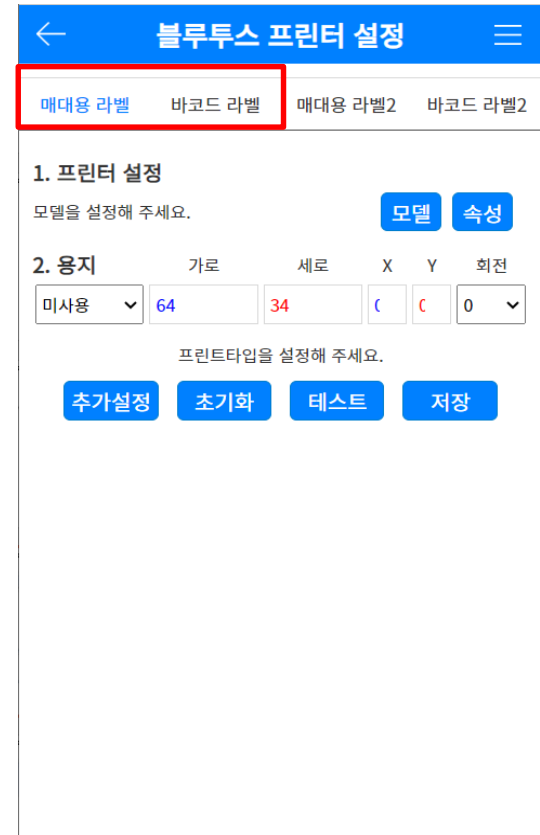 블루투스 프린터 설정
매대용 라벨 바코드 라벨 매대용 라벨2 바코드 라벨2
1. 프린터 설정
모델을 설정해 주세요. 모델 속성
2. 용지 가로 세로 X Y 회전
미사용 64 34 0
프린트타입을 설정해 주세요.
추가설정 초기화 테스트 저장